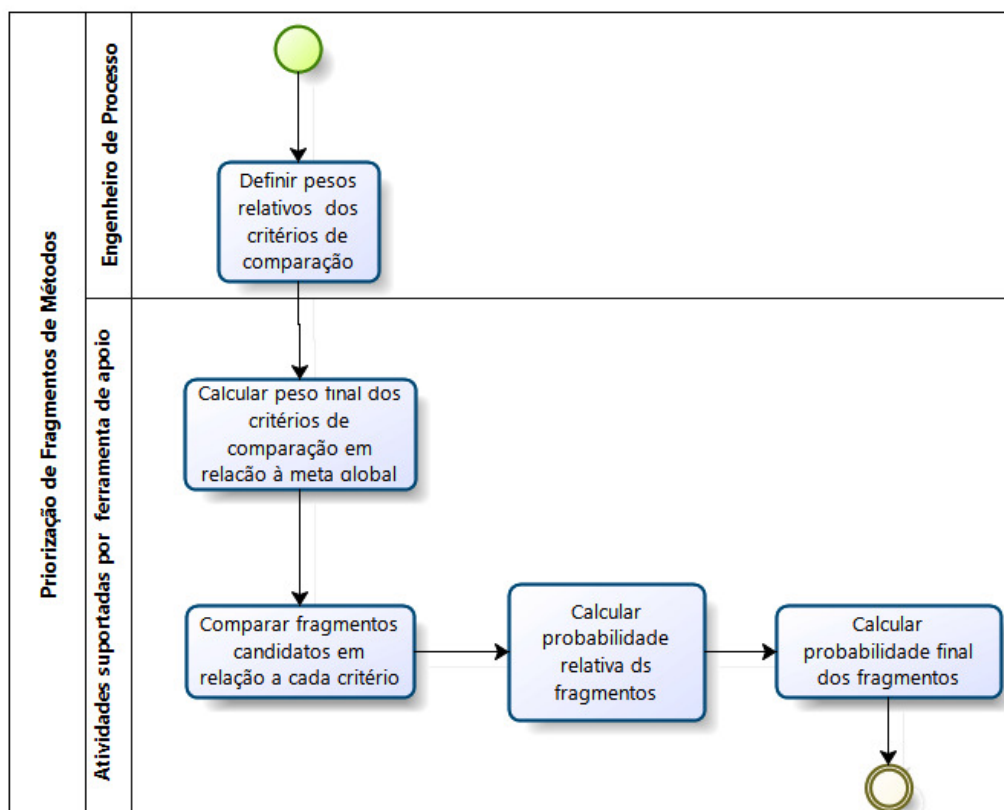 Priorização de Fragmentos de Métodos
Engenheiro de Processo
Definir pesos
relativos dos
critérios de
comparação
Atividades suportadas por ferramenta de apoio
Calcular peso final dos
critérios de
comparação em
relação à meta global
Comparar fragmentos
candidatos em
relação a cada critério
Calcular
probabilidade
relativa ds
fragmentos
Calcular
probabilidade final
dos fragmentos